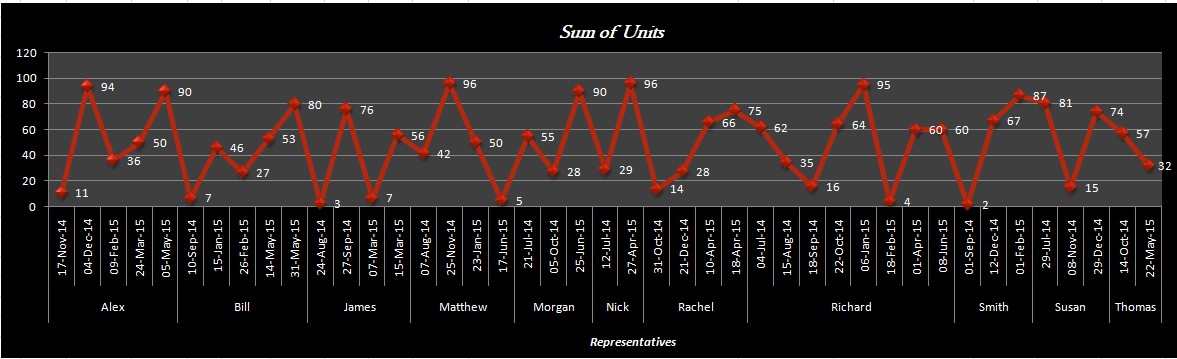 Sum of Units
120
100
80
60
40
20
0
11 94 36 50 90 7 46 27 53 80 3 76 7 56 42 96 50 5 55 28 90 29 96 14 28 66 75 62 35 16 64 95 4 60 60 2 67 87 81 15 74 57 32
17-Nov-14 04-Dec-14 09-Feb-15 24-Mar-15 05-May-15 10-Sep-14 15-Jan-15 26-Feb-15 14-May-15 31-May-15 24-Aug-14 27-Sep-14 07-Mar-15 15-Mar-15 07-Aug-14 25-Nov-14 23-Jan-15 17-Jun-15 21-Jul-14 05-Oct-14 25-Jun-15 12-Jul-14 27-Apr-15 31-Oct-14 21-Dec-14 10-Apr-15 18-Apr-15 04-Jul-14 15-Aug-14 18-Sep-14 22-Oct-14 06-Jan-15 18-Feb-15 01-Apr-15 08-Jun-15 01-Sep-14 12-Dec-14 01-Feb-15 29-Jul-14 08-Nov-14 29-Dec-14 14-Oct-14 22-May-15
Alex Bill James Matthew Morgan Nick Rachel Richard Smith Susan Thomas
Representatives